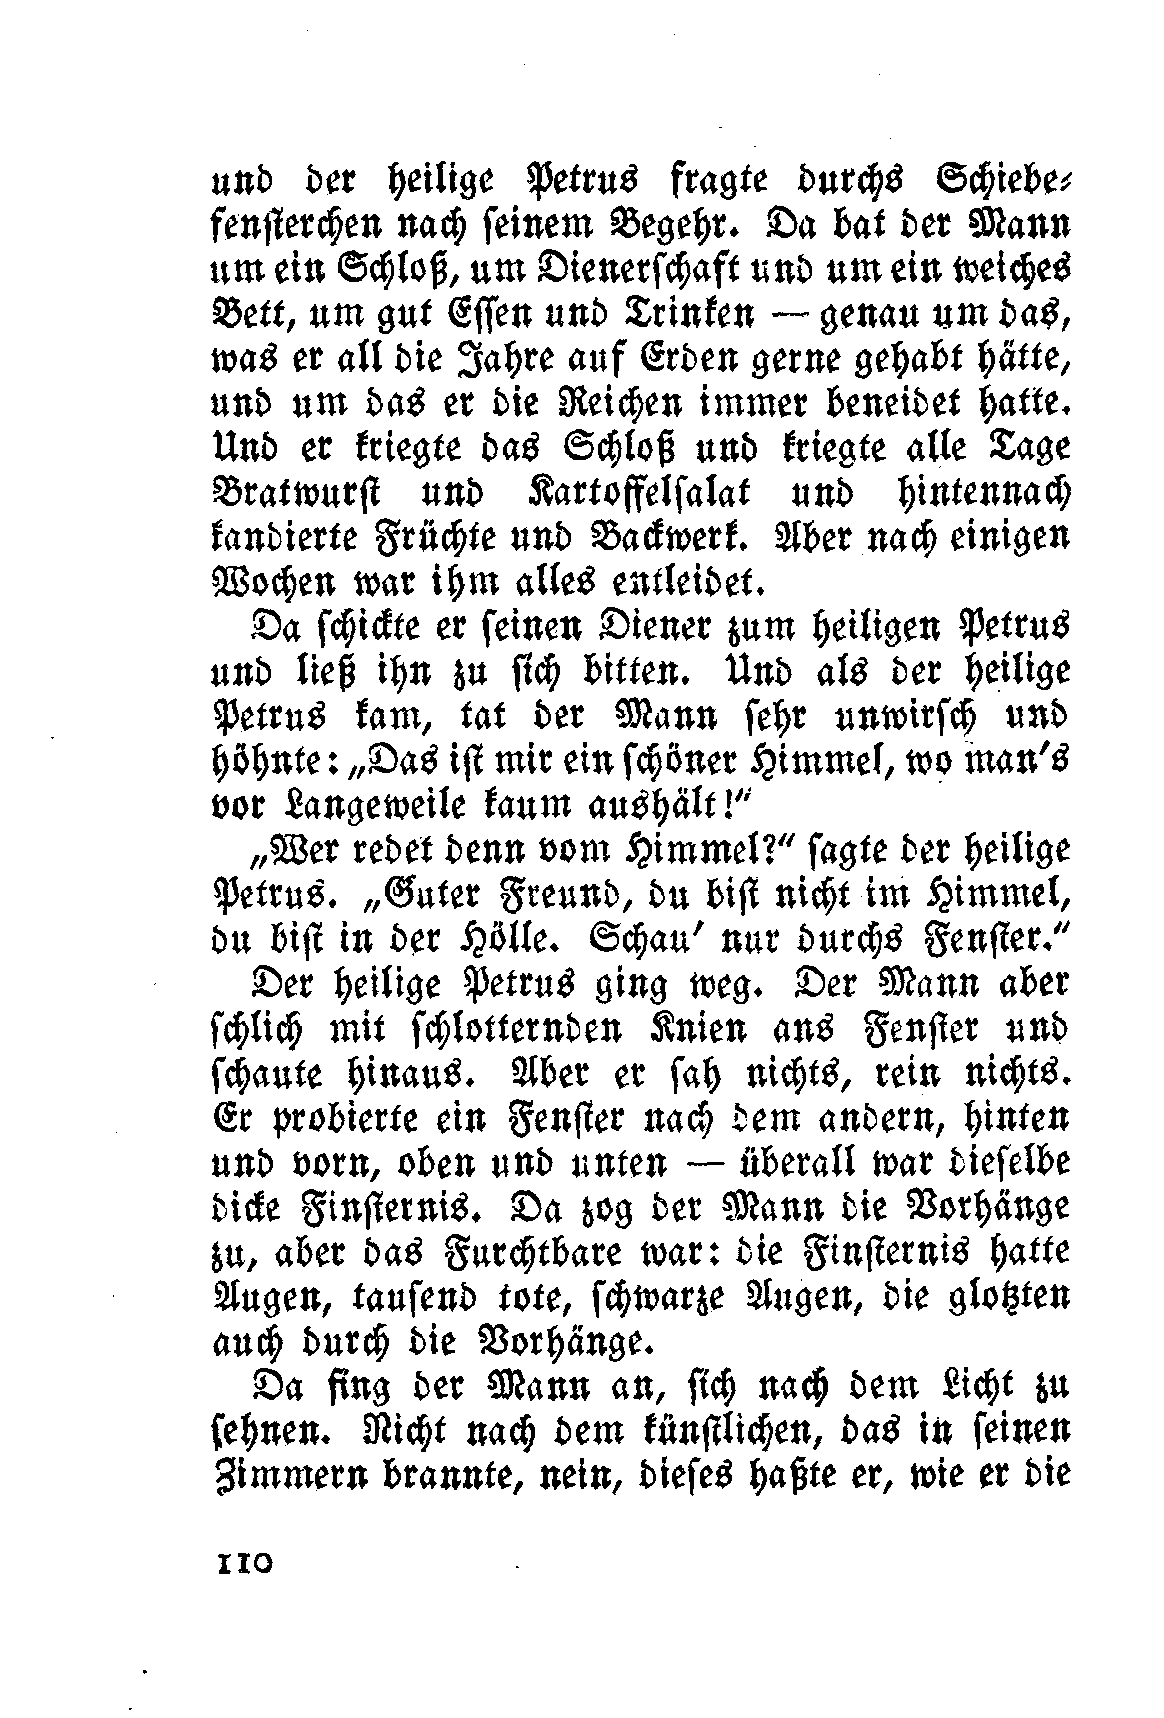 und der heilige Petrus fragte durchs Schiebe-
fensterchen nach seinem Begehr. Da bat der Mann
um ein Schloß, um Dienerschaft und um ein weiches
Bett, um gut Essen und Trinken — genau um das,
was er all die Jahre auf Erden gerne gehabt hätte,
und um das er die Reichen immer beneidet hatte.
Und er kriegte das Schloß und kriegte alle Tage
Bratwurst und Kartoffelsalat und hintennach
kandierte Früchte und Backwerk. Aber nach einigen
Wochen war ihm alles entleidet.
Da schickte er seinen Diener zum heiligen Petrus
und ließ ihn zu sich bitten. Und als der heilige
Petrus kam, tat der Mann sehr unwirsch und
höhnte: „Das ist mir ein schöner Himmel, wo man's
vor Langeweile kaum aushält!“
„Wer redet denn vom Himmel?“ sagte der heilige
Petrus. „Guter Freund, du bist nicht im Himmel,
du bist in der Hölle. Schau' nur durchs Fenster.“
Der heilige Petrus ging weg. Der Mann aber
schlich mit schlotternden Knien ans Fenster und
schaute hinaus. Aber er sah nichts, rein nichts.
Er probierte ein Fenster nach dem andern, hinten
und vorn, oben und unten — überall war dieselbe
dicke Finsternis. Da zog der Mann die Vorhänge
zu, aber das Furchtbare war: die Finsternis hatte
Augen, tausend tote, schwarze Augen, die glotzten
auch durch die Vorhänge.
Da fing der Mann an, sich nach dem Licht zu
sehnen. Nicht nach dem künstlichen, das in seinen
Zimmern brannte, nein, dieses haßte er, wie er die
110